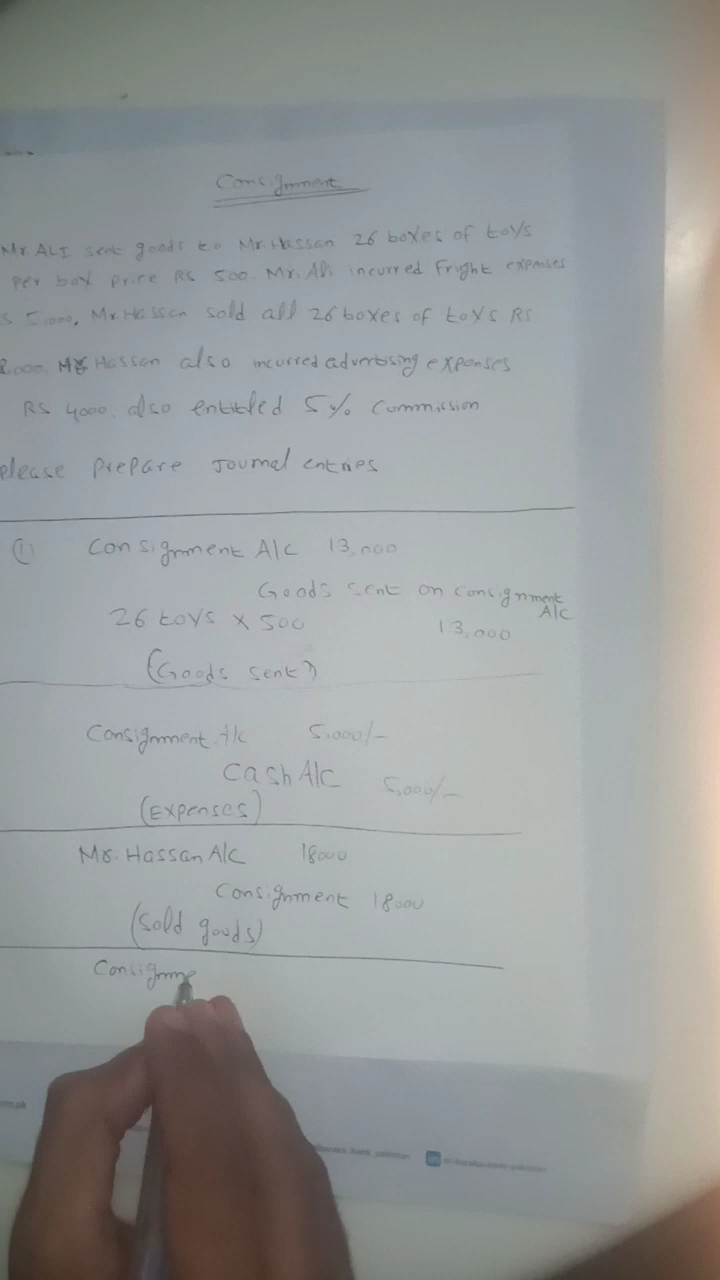 Consignment
Mr. ALI sent goods to Mr Hassan 26 boxes of toys
Per box price RS 500. Mr. Ali incurred Fright expenses
s 5,000, Mr. Hassan sold all 26 boxes of toys RS
8,000. Mr Hassan also incurred advertising expenses
RS 4000. also entitled 5% Commission
please prepare Journal entries
(1) Consignment A/C 13,000
Goods sent on consignment
A/C
26 toys x 500 13,000
(Goods sent)
Consignment A/c 5,000/-
Cash A/C 5,000/-
(Expenses)
Mr. Hassan A/C 18000
Consignment 18000
(Sold goods)
Consignme